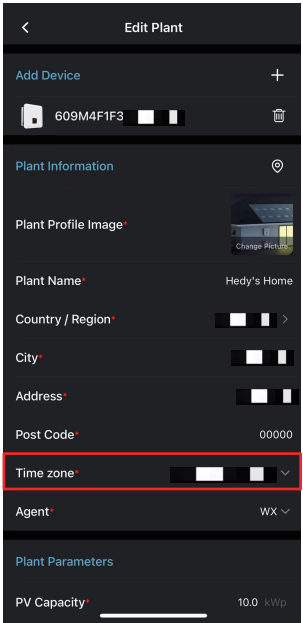 Edit Plant
Add Device
609M4F1F3
Plant Information
Plant Profile Image*
Change Picture
Plant Name* Hedy's Home
Country / Region*
City*
Address*
Post Code* 00000
Time zone*
Agent* WX
Plant Parameters
PV Capacity* 10.0 kWp